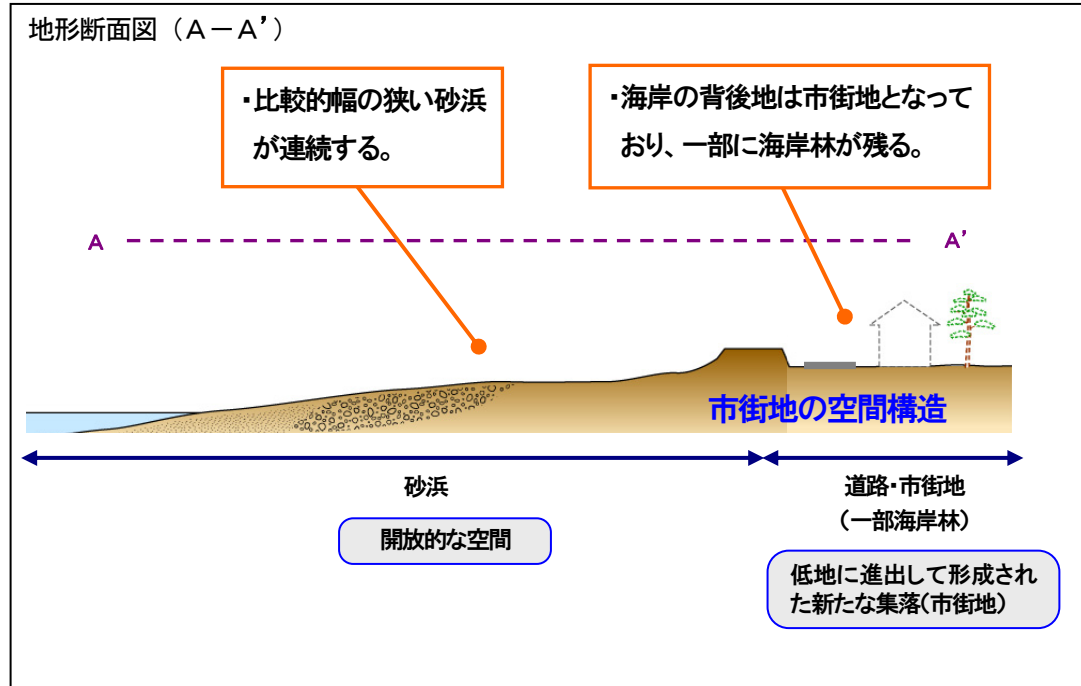 地形断面図（A－A’）
・比較的幅の狭い砂浜
が連続する。
・海岸の背後地は市街地となって
おり、一部に海岸林が残る。
A
A’
市街地の空間構造
砂浜
道路・市街地
（一部海岸林）
開放的な空間
低地に進出して形成され
た新たな集落(市街地)